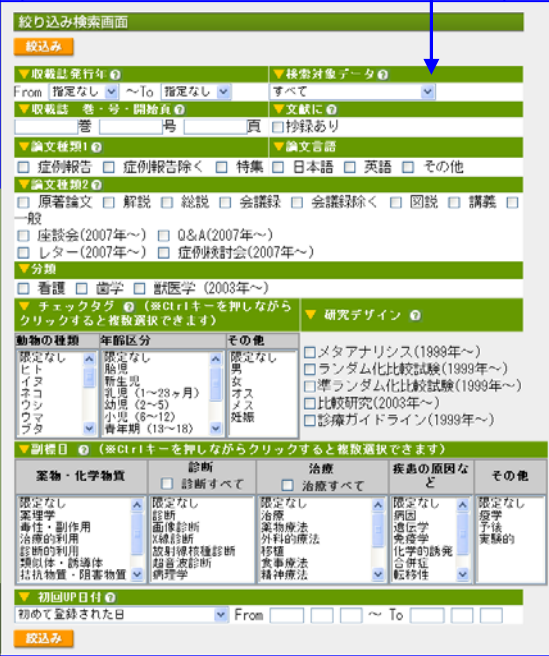 絞り込み検索画面
絞込み
▼収載誌発行年 ▼検索対象データ
From 指定なし ～To 指定なし すべて
▼収載誌 巻・号・開始頁 ▼文献に
巻 号 頁 抄録あり
▼論文種類1 ▼論文言語
症例報告 症例報告除く 特集 日本語 英語 その他
▼論文種類2
原著論文 解説 総説 会議録 会議録除く 図説 講義
一般
座談会(2007年～) Q&A(2007年～)
レター(2007年～) 症例検討会(2007年～)
▼分類
看護 歯学 獣医学 (2003年～)
▼ チェックタグ (※Ctrlキーを押しながら
クリックすると複数選択できます)
▼ 研究デザイン
動物の種類 年齢区分 その他
限定なし 限定なし 限定なし
ヒト 胎児 男
イヌ 新生児 女
ネコ 乳児 (1～23ヶ月) オス
ウシ 幼児 (2～5) メス
ウマ 小児 (6～12) 妊娠
ブタ 青年期 (13～18)
メタアナリシス(1999年～)
ランダム化比較試験(1999年～)
準ランダム化比較試験(1999年～)
比較研究(2003年～)
診療ガイドライン(1999年～)
▼副標目 (※Ctrlキーを押しながらクリックすると複数選択できます)
薬物・化学物質 診断 治療 疾患の原因など その他
診断すべて 治療すべて
限定なし 限定なし 限定なし 限定なし 限定なし
薬理学 診断 治療 病因 疫学
毒性・副作用 画像診断 薬物療法 遺伝学 予後
治療的利用 X線診断 外科的療法 免疫学 実験的
診断的利用 放射線核種診断 移植 化学的誘発
類似体・誘導体 超音波診断 食事療法 合併症
拮抗物質・阻害物質 病理学 精神療法 転移性
▼ 初回UP日付
初めて登録された日 From ～ To
絞込み